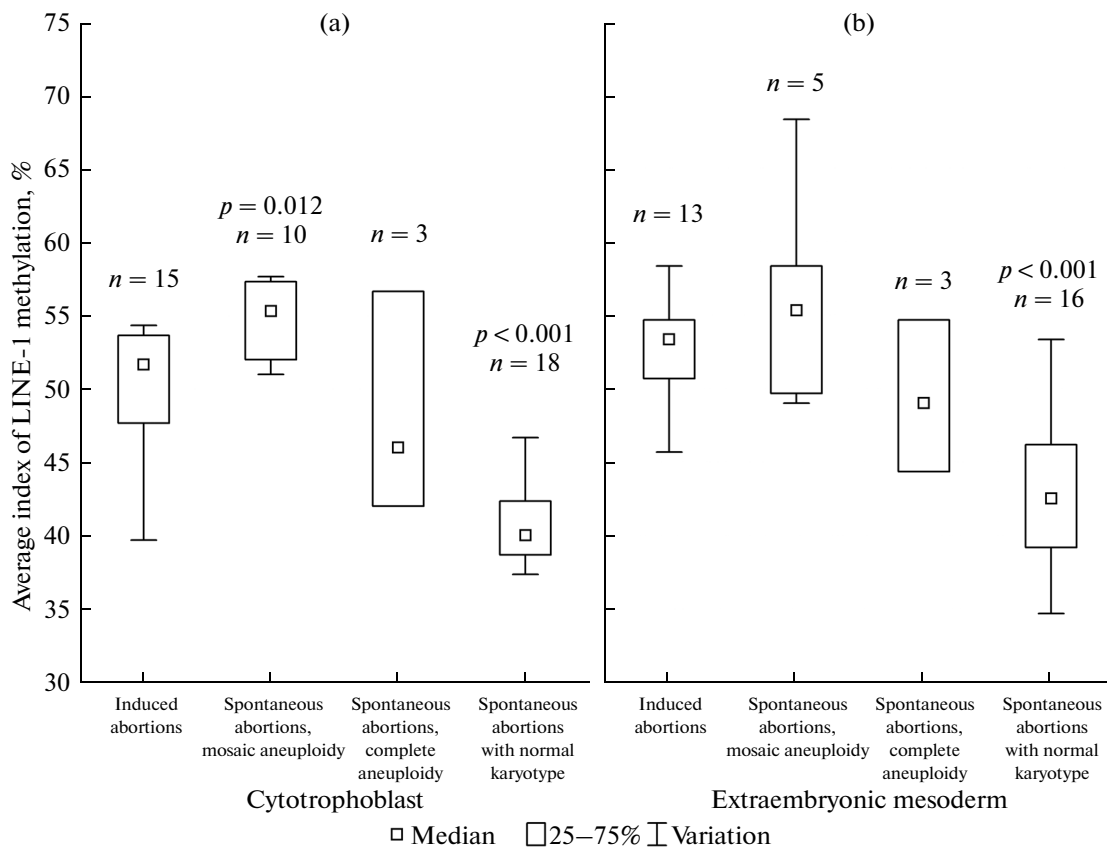 (a)
(b)
Average index of LINE-1 methylation, %
75
70
65
60
55
50
45
40
35
30
n = 15
p = 0.012
n = 10
n = 3
p < 0.001
n = 18
n = 13
n = 5
n = 3
p < 0.001
n = 16
Induced
abortions
Spontaneous
abortions,
mosaic aneuploidy
Spontaneous
abortions,
complete
aneuploidy
Spontaneous
abortions
with normal
karyotype
Induced
abortions
Spontaneous
abortions,
mosaic aneuploidy
Spontaneous
abortions,
complete
aneuploidy
Spontaneous
abortions
with normal
karyotype
Cytotrophoblast
Extraembryonic mesoderm
Median 25–75% Variation